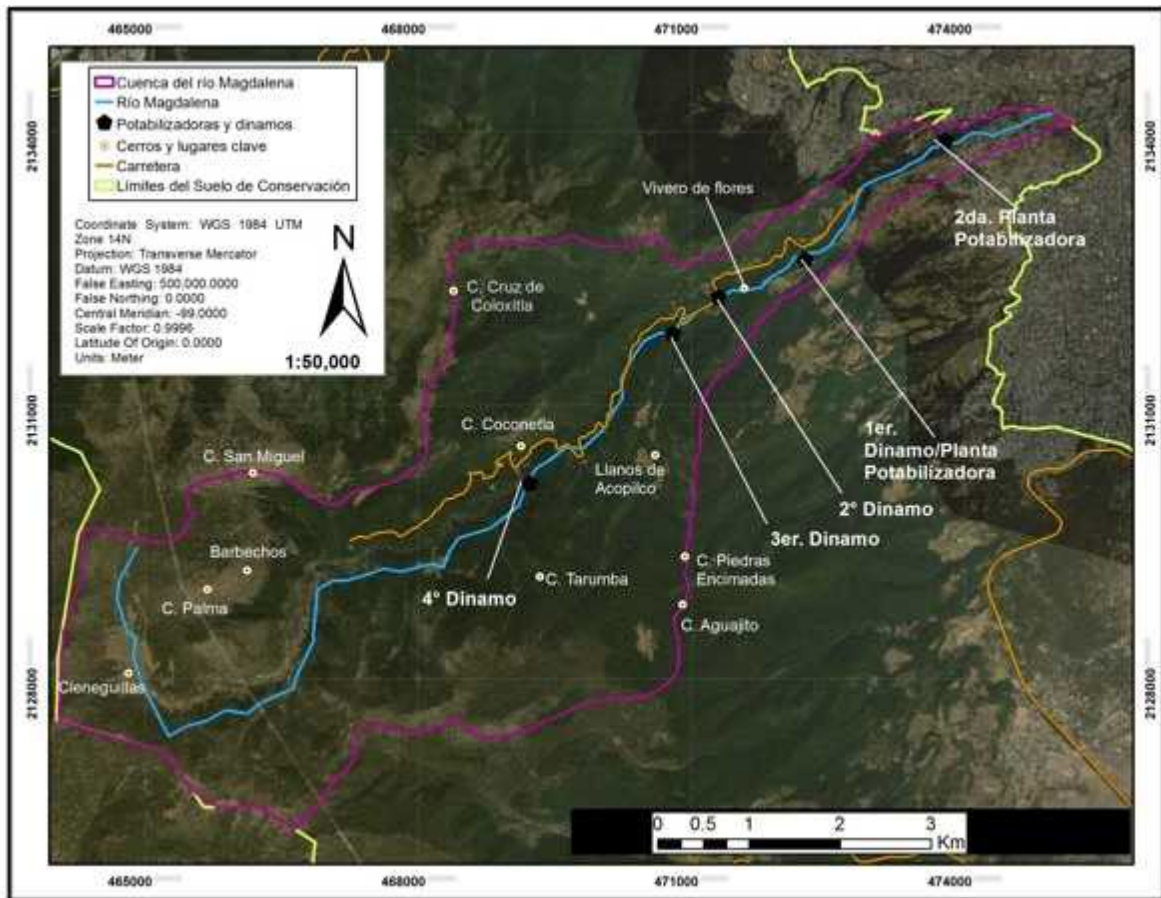 465000
468000
471000
474000
Cuenca del río Magdalena
Río Magdalena
Potabilizadoras y dinamos
Cerros y lugares clave
Carretera
Límites del Suelo de Conservación
Coordinate System: WGS 1984 UTM
Zone 14N
Projection: Transverse Mercator
Datum: WGS 1984
False Easting: 500,000.0000
False Northing: 0.0000
Central Meridian: -99.0000
Scale Factor: 0.9996
Latitude Of Origin: 0.0000
Units: Meter
N
1:50,000
2134000
2134000
Vivero de flores
2da. Planta
Potabilizadora
C. Cruz de
Coloxitla
2131000
2131000
C. Coconetla
1er.
Dinamo/Planta
Potabilizadora
C. San Miguel
Llanos de
Acopilco
2° Dinamo
3er. Dinamo
Barbechos
C. Piedras
Encimadas
C. Tarumba
4° Dinamo
C. Palma
C. Aguajito
2128000
2128000
Cieneguillas
0 0.5 1 2 3
Km
465000
468000
471000
474000